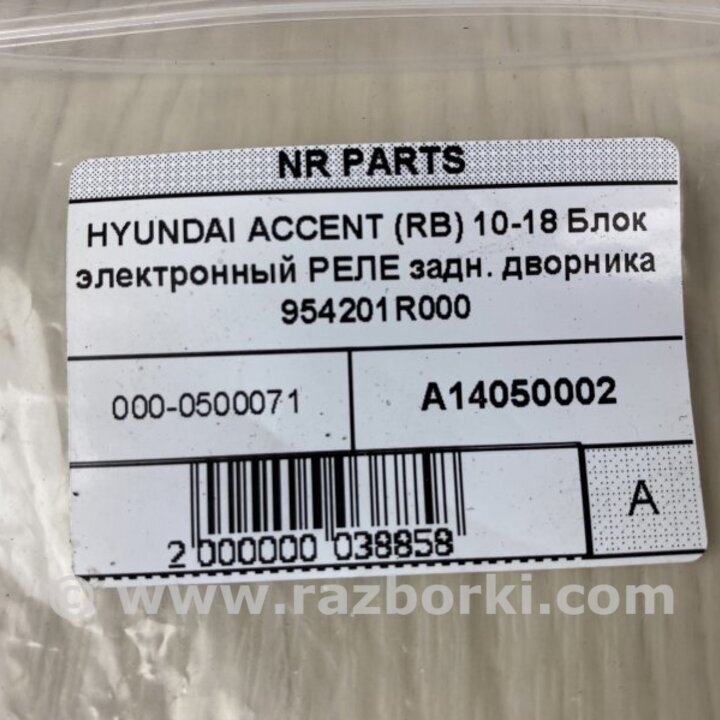 NR PARTS
HYUNDAI ACCENT (RB) 10-18 Блок
электронный РЕЛЕ задн. дворника
954201R000
000-0500071
A14050002
A
2 000000 038858
© www.razborki.com